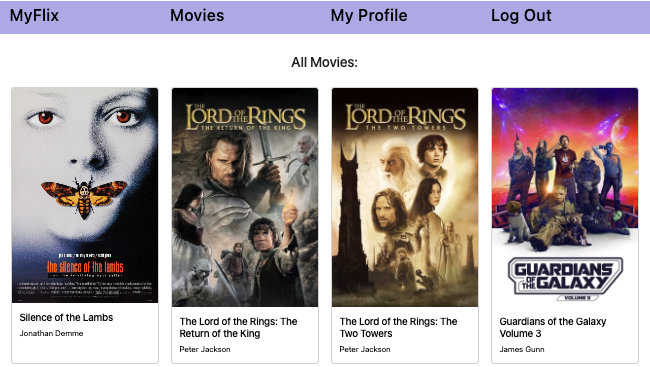 MyFlix Movies My Profile Log Out
All Movies:
the silence of the lambs
THE
LORD OF THE RINGS
THE RETURN OF THE KING
THE
LORD OF THE RINGS
THE TWO TOWERS
GUARDIANS
OF THE GALAXY
VOLUME 3
Silence of the Lambs
Jonathan Demme
The Lord of the Rings: The
Return of the King
Peter Jackson
The Lord of the Rings: The
Two Towers
Peter Jackson
Guardians of the Galaxy
Volume 3
James Gunn